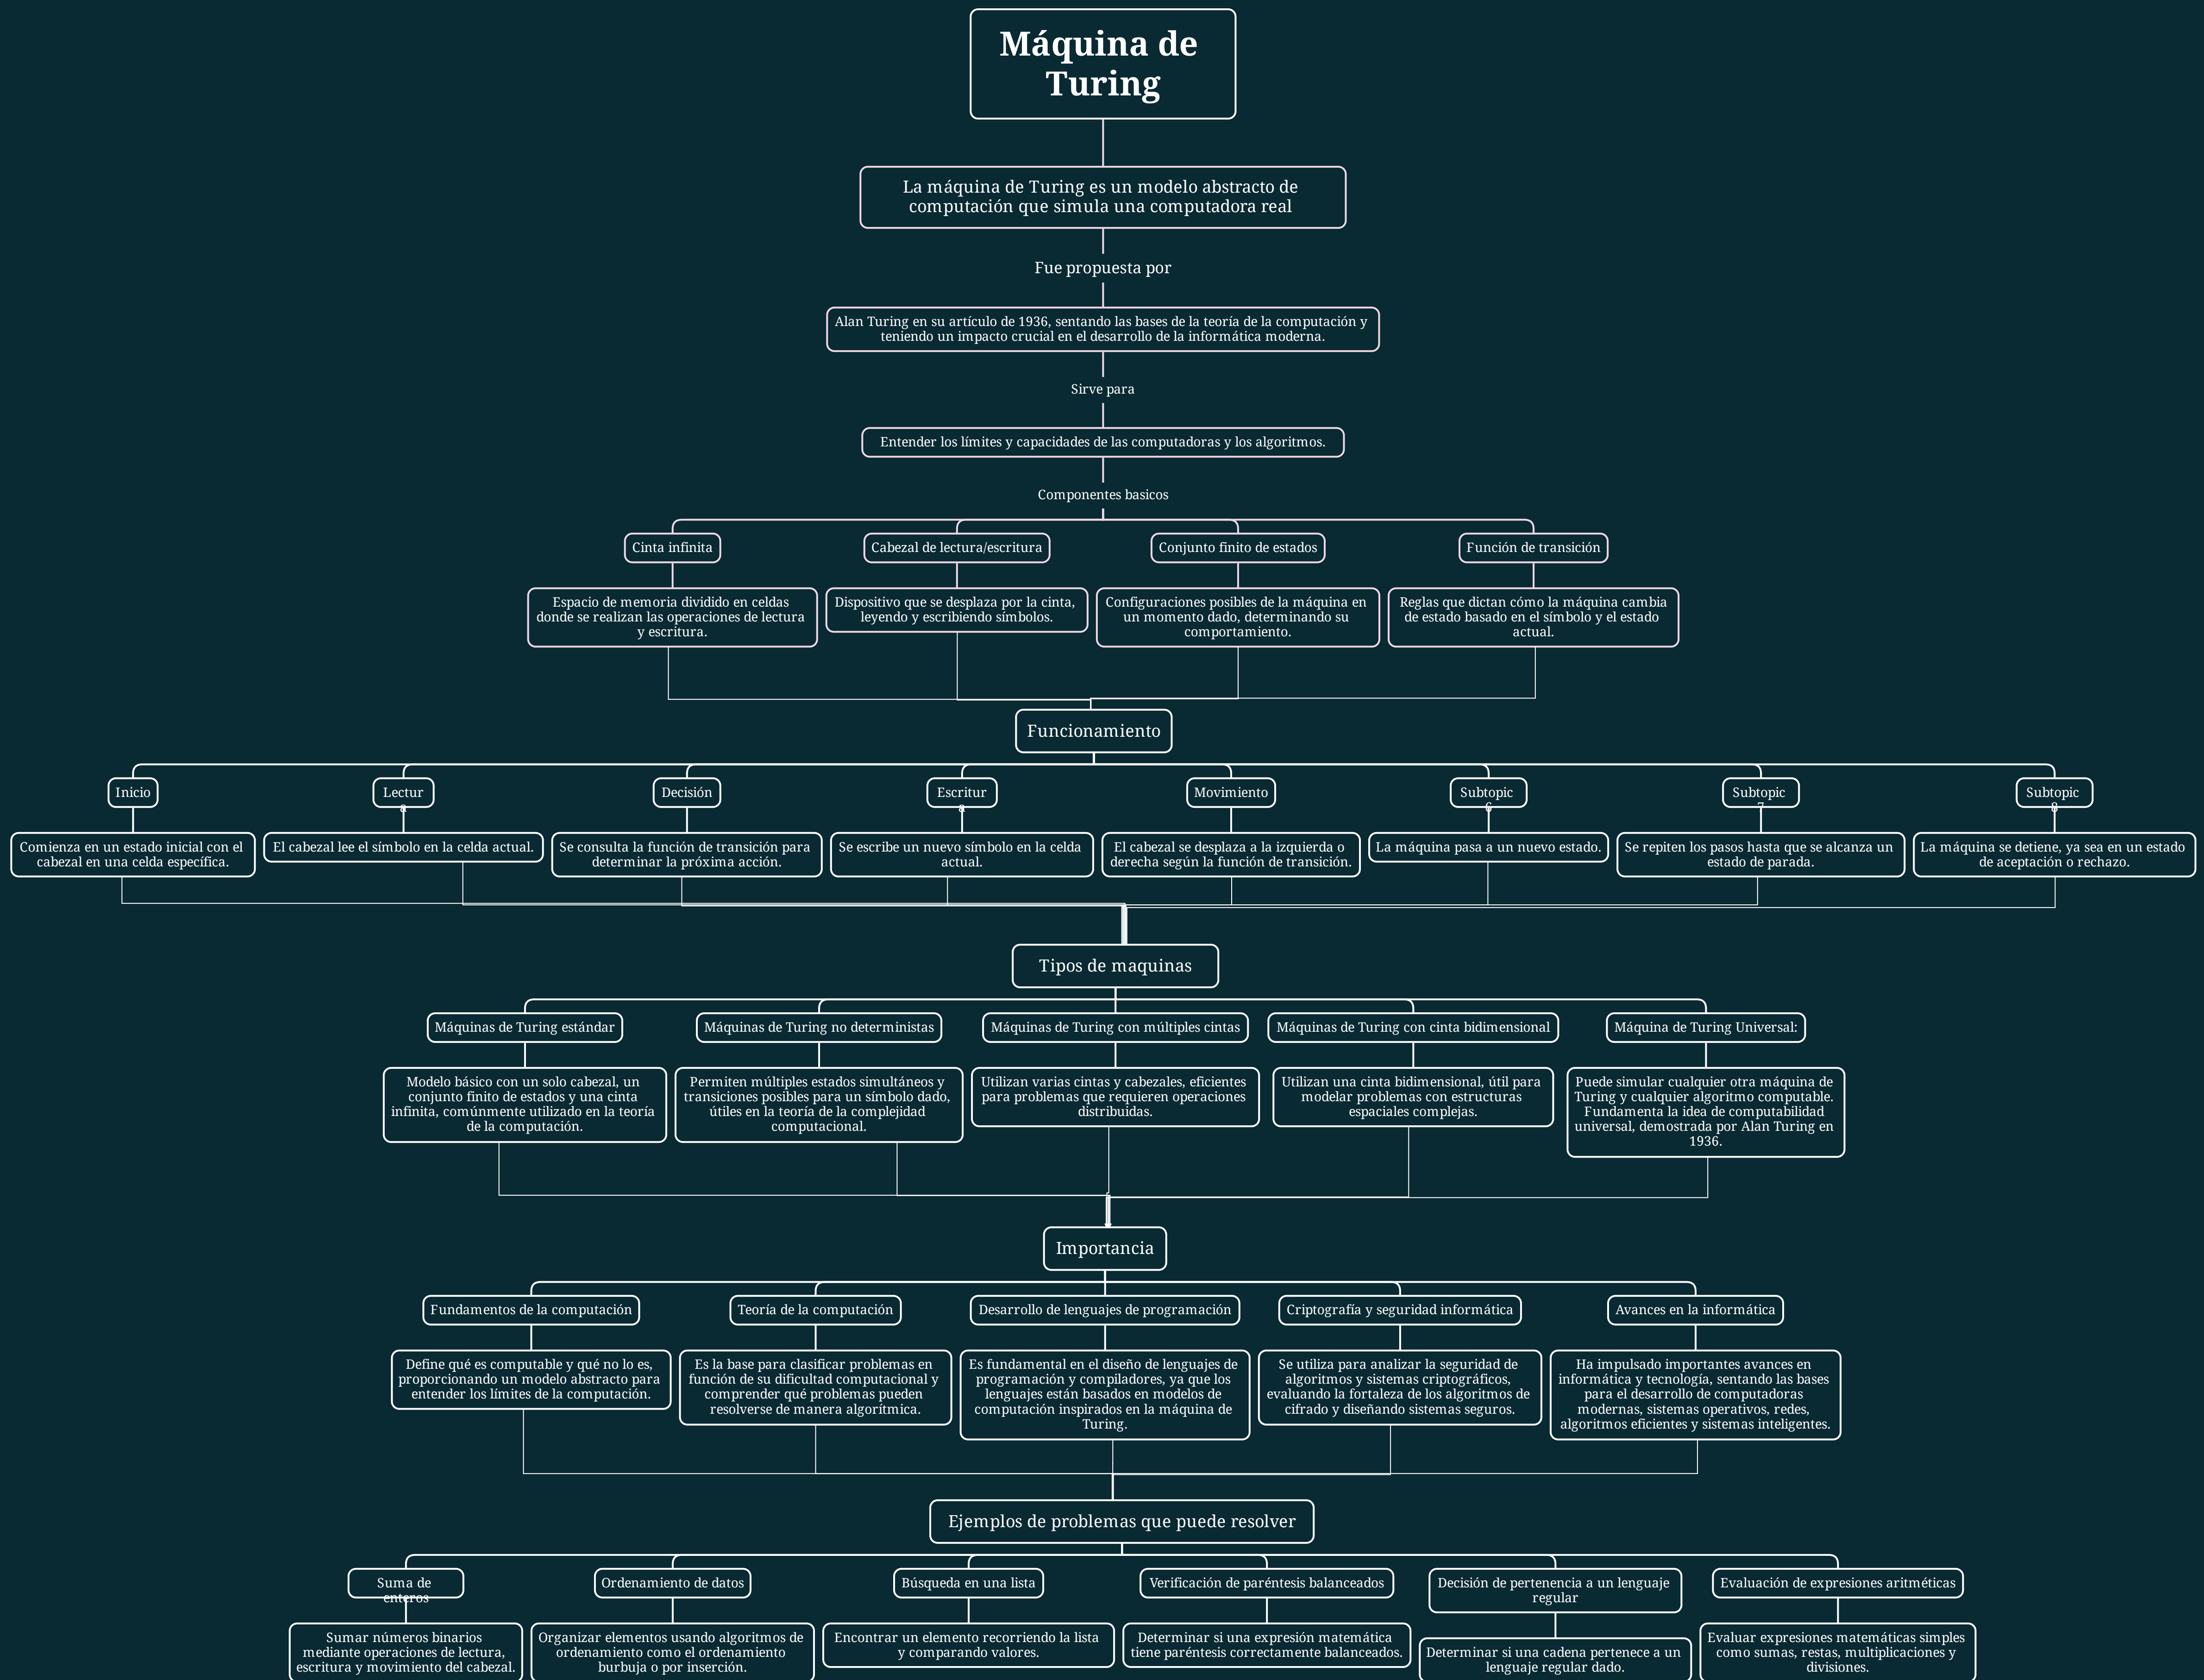 Máquina de
Turing
La máquina de Turing es un modelo abstracto de
computación que simula una computadora real
Fue propuesta por
Alan Turing en su artículo de 1936, sentando las bases de la teoría de la computación y
teniendo un impacto crucial en el desarrollo de la informática moderna.
Sirve para
Entender los límites y capacidades de las computadoras y los algoritmos.
Componentes basicos
Cinta infinita
Espacio de memoria dividido en celdas
donde se realizan las operaciones de lectura
y escritura.
Cabezal de lectura/escritura
Dispositivo que se desplaza por la cinta,
leyendo y escribiendo símbolos.
Conjunto finito de estados
Configuraciones posibles de la máquina en
un momento dado, determinando su
comportamiento.
Función de transición
Reglas que dictan cómo la máquina cambia
de estado basado en el símbolo y el estado
actual.
Funcionamiento
Inicio
Comienza en un estado inicial con el
cabezal en una celda específica.
Lectur
a
El cabezal lee el símbolo en la celda actual.
Decisión
Se consulta la función de transición para
determinar la próxima acción.
Escritur
a
Se escribe un nuevo símbolo en la celda
actual.
Movimiento
El cabezal se desplaza a la izquierda o
derecha según la función de transición.
Subtopic
6
La máquina pasa a un nuevo estado.
Subtopic
7
Se repiten los pasos hasta que se alcanza un
estado de parada.
Subtopic
8
La máquina se detiene, ya sea en un estado
de aceptación o rechazo.
Tipos de maquinas
Máquinas de Turing estándar
Modelo básico con un solo cabezal, un
conjunto finito de estados y una cinta
infinita, comúnmente utilizado en la teoría
de la computación.
Máquinas de Turing no deterministas
Permiten múltiples estados simultáneos y
transiciones posibles para un símbolo dado,
útiles en la teoría de la complejidad
computacional.
Máquinas de Turing con múltiples cintas
Utilizan varias cintas y cabezales, eficientes
para problemas que requieren operaciones
distribuidas.
Máquinas de Turing con cinta bidimensional
Utilizan una cinta bidimensional, útil para
modelar problemas con estructuras
espaciales complejas.
Máquina de Turing Universal:
Puede simular cualquier otra máquina de
Turing y cualquier algoritmo computable.
Fundamenta la idea de computabilidad
universal, demostrada por Alan Turing en
1936.
Importancia
Fundamentos de la computación
Define qué es computable y qué no lo es,
proporcionando un modelo abstracto para
entender los límites de la computación.
Teoría de la computación
Es la base para clasificar problemas en
función de su dificultad computacional y
comprender qué problemas pueden
resolverse de manera algorítmica.
Desarrollo de lenguajes de programación
Es fundamental en el diseño de lenguajes de
programación y compiladores, ya que los
lenguajes están basados en modelos de
computación inspirados en la máquina de
Turing.
Criptografía y seguridad informática
Se utiliza para analizar la seguridad de
algoritmos y sistemas criptográficos,
evaluando la fortaleza de los algoritmos de
cifrado y diseñando sistemas seguros.
Avances en la informática
Ha impulsado importantes avances en
informática y tecnología, sentando las bases
para el desarrollo de computadoras
modernas, sistemas operativos, redes,
algoritmos eficientes y sistemas inteligentes.
Ejemplos de problemas que puede resolver
Suma de
enteros
Sumar números binarios
mediante operaciones de lectura,
escritura y movimiento del cabezal.
Ordenamiento de datos
Organizar elementos usando algoritmos de
ordenamiento como el ordenamiento
burbuja o por inserción.
Búsqueda en una lista
Encontrar un elemento recorriendo la lista
y comparando valores.
Verificación de paréntesis balanceados
Determinar si una expresión matemática
tiene paréntesis correctamente balanceados.
Decisión de pertenencia a un lenguaje
regular
Determinar si una cadena pertenece a un
lenguaje regular dado.
Evaluación de expresiones aritméticas
Evaluar expresiones matemáticas simples
como sumas, restas, multiplicaciones y
divisiones.